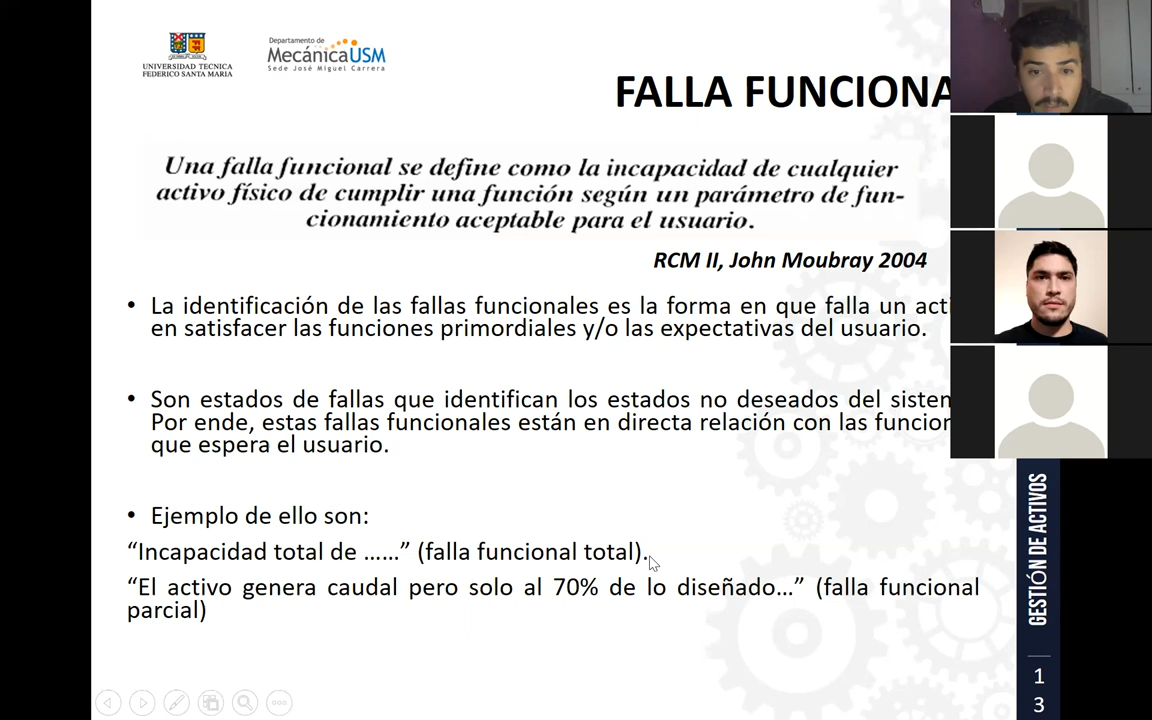 UNIVERSIDAD TECNICA
FEDERICO SANTA MARIA
Departamento de
MecánicaUSM
Sede José Miguel Carrera
FALLA FUNCIONA
Una falla funcional se define como la incapacidad de cualquier
activo físico de cumplir una función según un parámetro de fun-
cionamiento aceptable para el usuario.
RCM II, John Moubray 2004
• La identificación de las fallas funcionales es la forma en que falla un acti
en satisfacer las funciones primordiales y/o las expectativas del usuario.
• Son estados de fallas que identifican los estados no deseados del sistem
Por ende, estas fallas funcionales están en directa relación con las funcion
que espera el usuario.
• Ejemplo de ello son:
“Incapacidad total de ……” (falla funcional total).
“El activo genera caudal pero solo al 70% de lo diseñado…” (falla funcional
parcial)
GESTIÓN DE ACTIVOS
1
3